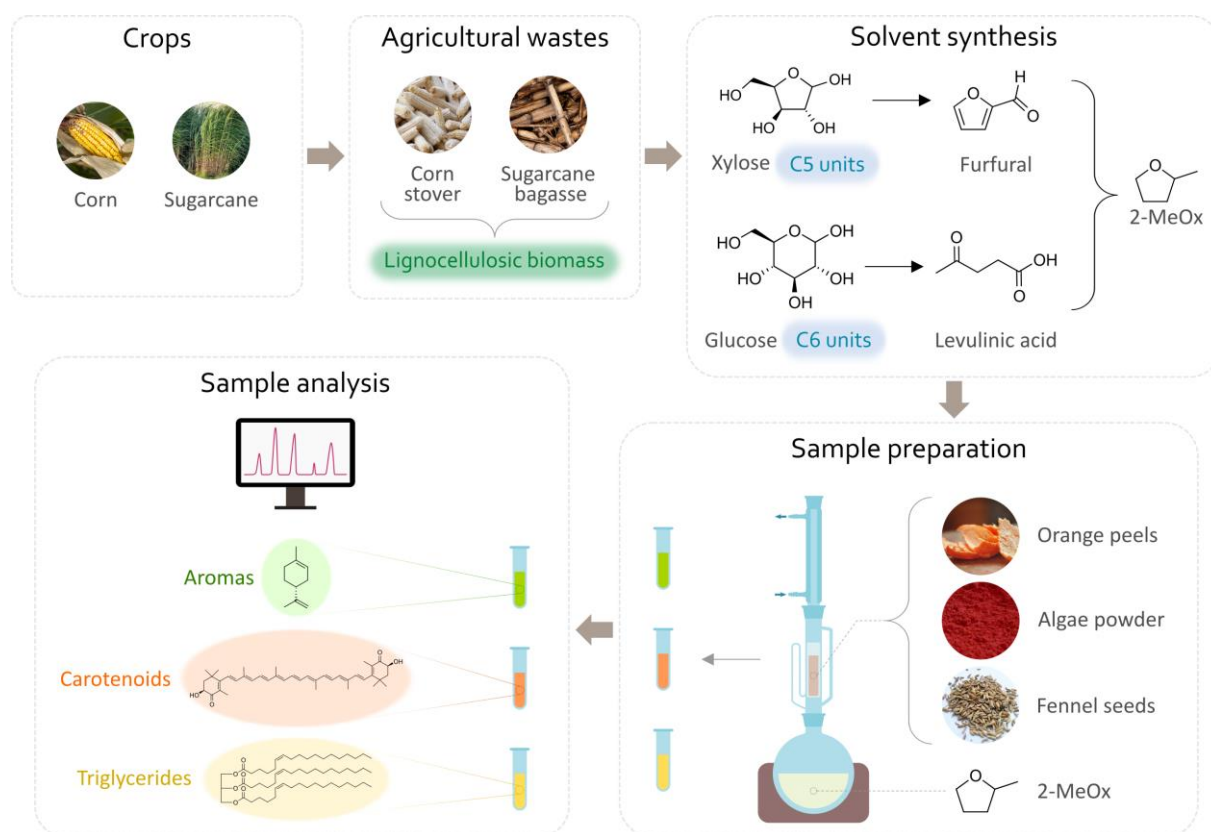 Crops
Corn
Sugarcane
Agricultural wastes
Corn
stover
Sugarcane
bagasse
Lignocellulosic biomass
Solvent synthesis
HO
O
OH
HO
OH
Xylose
C5 units
O
H
O
Furfural
HO
O
OH
HO
OH
OH
Glucose
C6 units
O
OH
O
Levulinic acid
O
2-MeOx
Sample preparation
Orange peels
Algae powder
Fennel seeds
O
2-MeOx
Sample analysis
Aromas
Carotenoids
HO
O
O
OH
Triglycerides
O
O
O
O
O
O